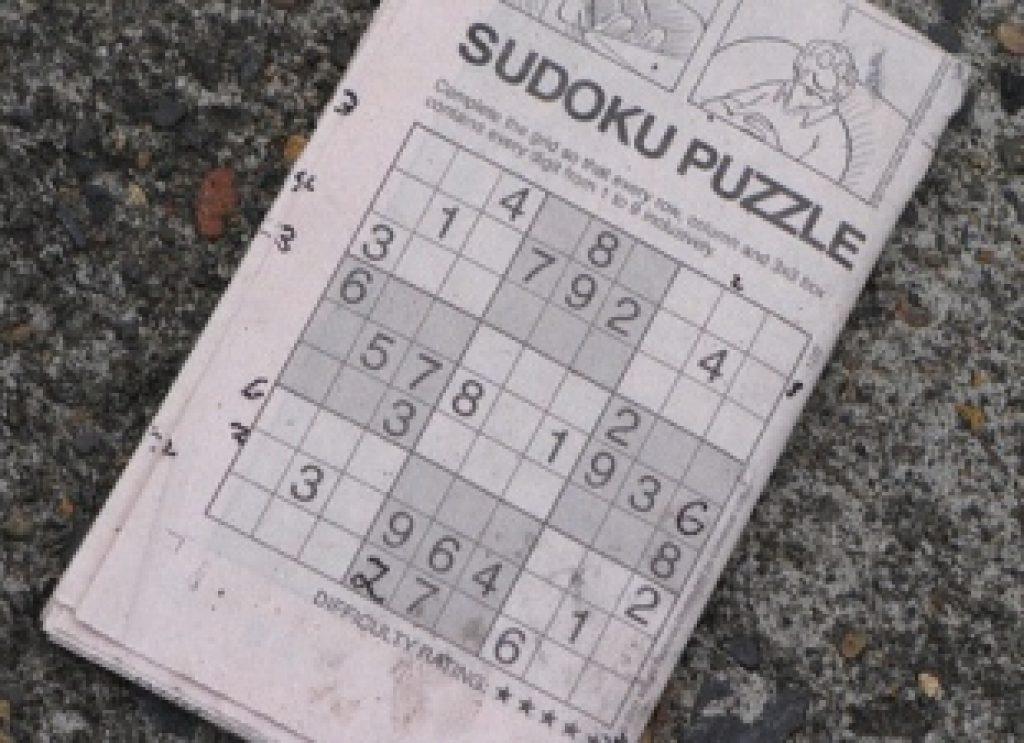 SUDOKU PUZZLE
Complete the grid so that every row, column and 3x3 box
contains every digit from 1 to 9 inclusively
4 8
1 7 9 2 4
3
6 2
5 7 8 1 9 3 6
3 8
2
3 9 6 4 1
2 7 6
DIFFICULTY RATING: ★★★★